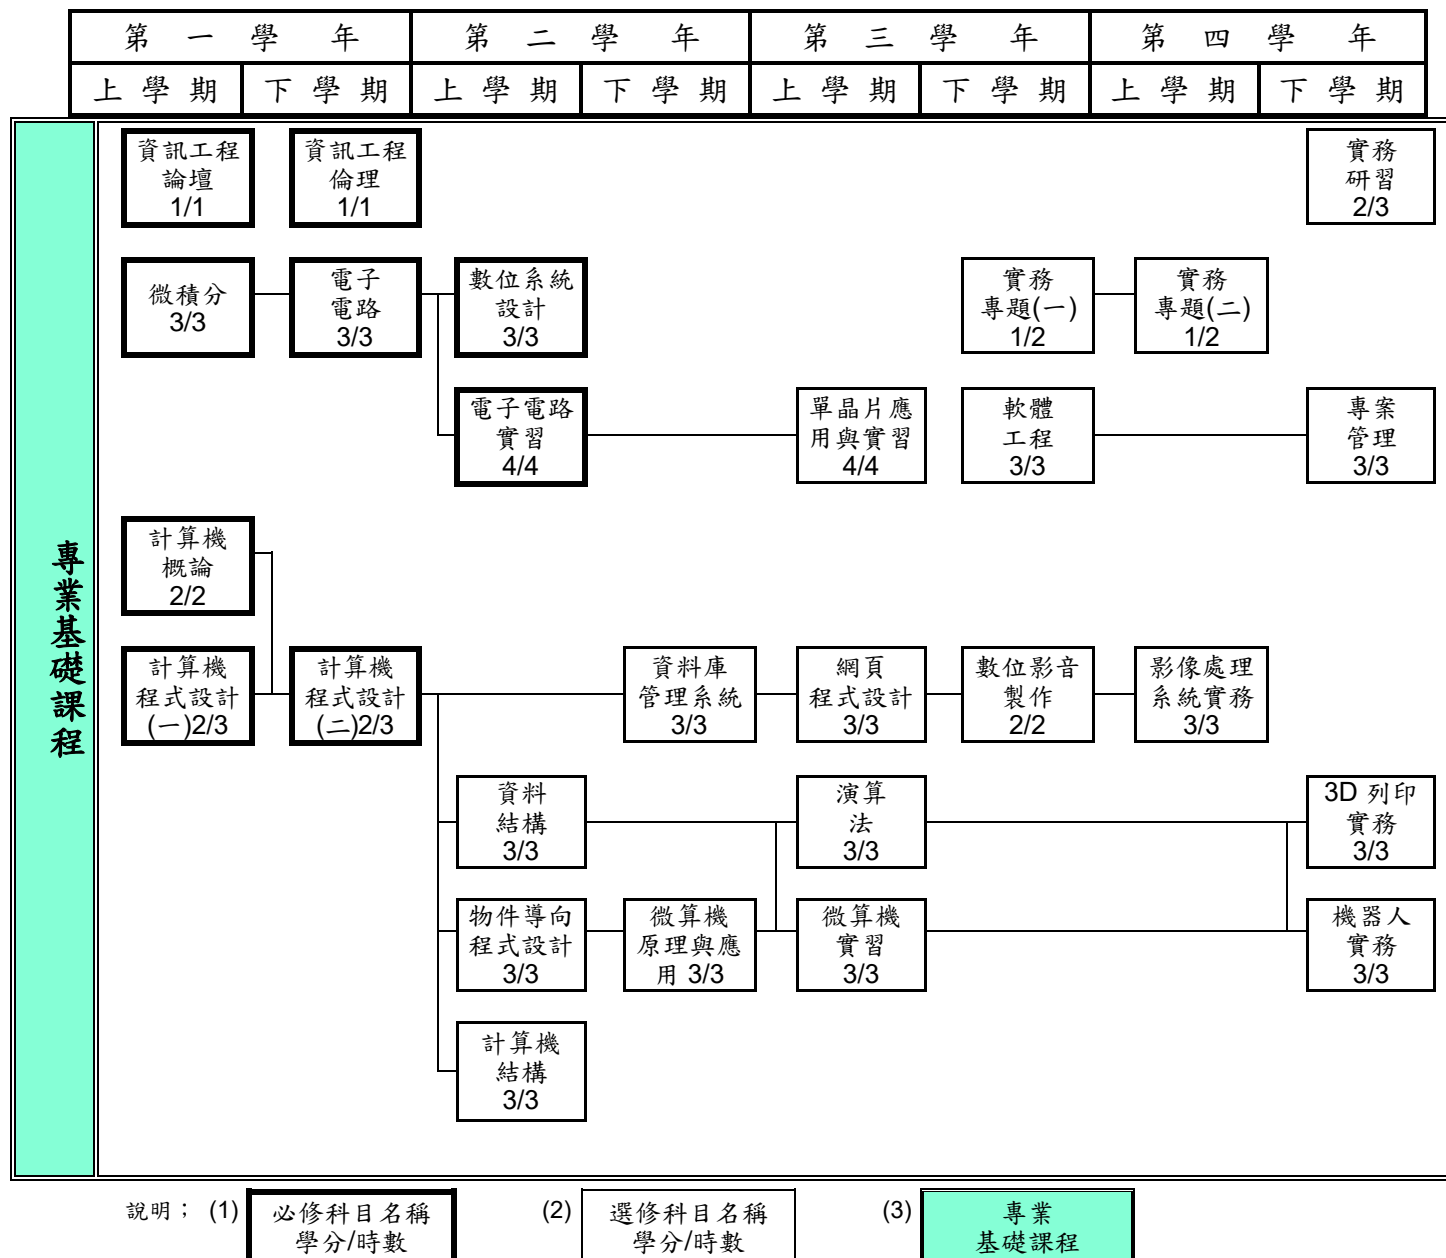 第一學年
第二學年
第三學年
第四學年
上學期
下學期
上學期
下學期
上學期
下學期
上學期
下學期
專業基礎課程
資訊工程
論壇
1/1
資訊工程
倫理
1/1
實務
研習
2/3
微積分
3/3
電子
電路
3/3
數位系統
設計
3/3
實務
專題(一)
1/2
實務
專題(二)
1/2
電子電路
實習
4/4
單晶片應
用與實習
4/4
軟體
工程
3/3
專案
管理
3/3
計算機
概論
2/2
計算機
程式設計
(一)2/3
計算機
程式設計
(二)2/3
資料庫
管理系統
3/3
網頁
程式設計
3/3
數位影音
製作
2/2
影像處理
系統實務
3/3
資料
結構
3/3
演算
法
3/3
3D 列印
實務
3/3
物件導向
程式設計
3/3
微算機
原理與應
用 3/3
微算機
實習
3/3
機器人
實務
3/3
計算機
結構
3/3
說明；
(1)
必修科目名稱
學分/時數
(2)
選修科目名稱
學分/時數
(3)
專業
基礎課程